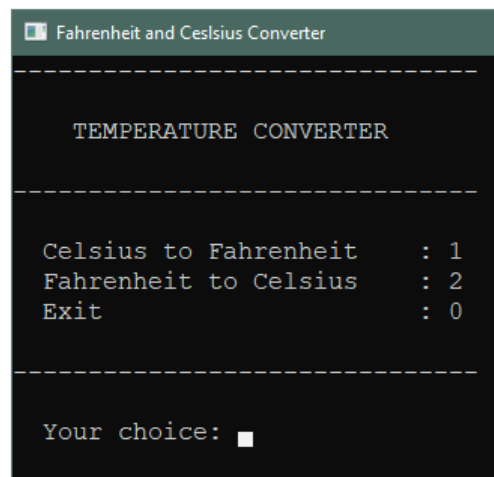 Fahrenheit and Ceslsius Converter
-------------------------------
TEMPERATURE CONVERTER
-------------------------------
Celsius to Fahrenheit : 1
Fahrenheit to Celsius : 2
Exit : 0
-------------------------------
Your choice: